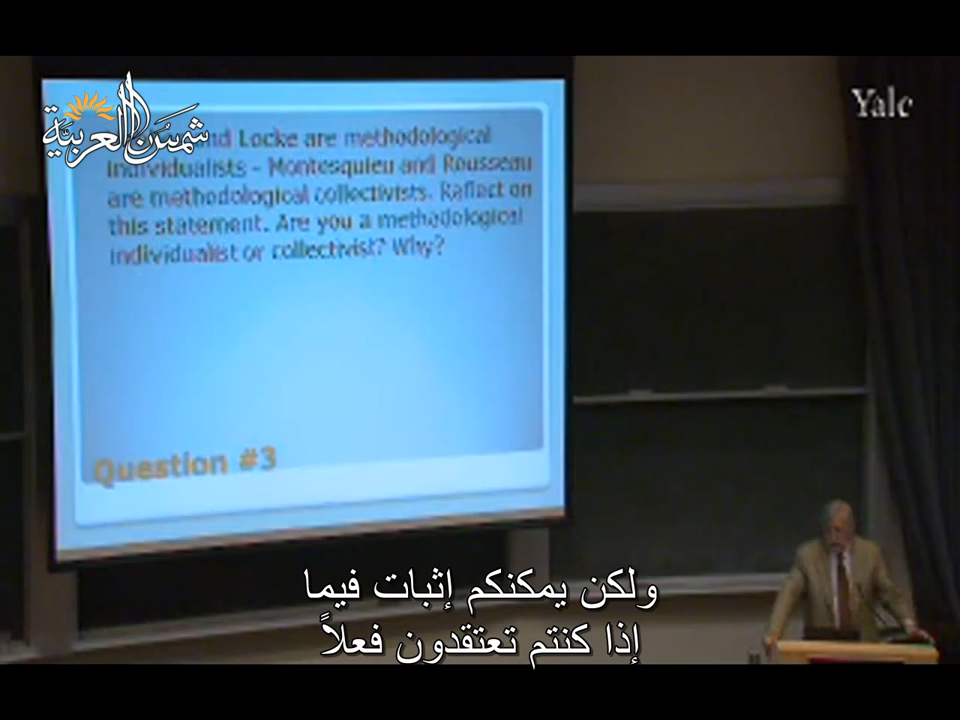 شمس العربية
Yale
and Locke are methodological
individualists - Montesquieu and Rousseau
are methodological collectivists. Reflect on
this statement. Are you a methodological
individualist or collectivist? Why?
Question #3
ولكن يمكنكم إثبات فيما
إذا كنتم تعتقدون فعلاً